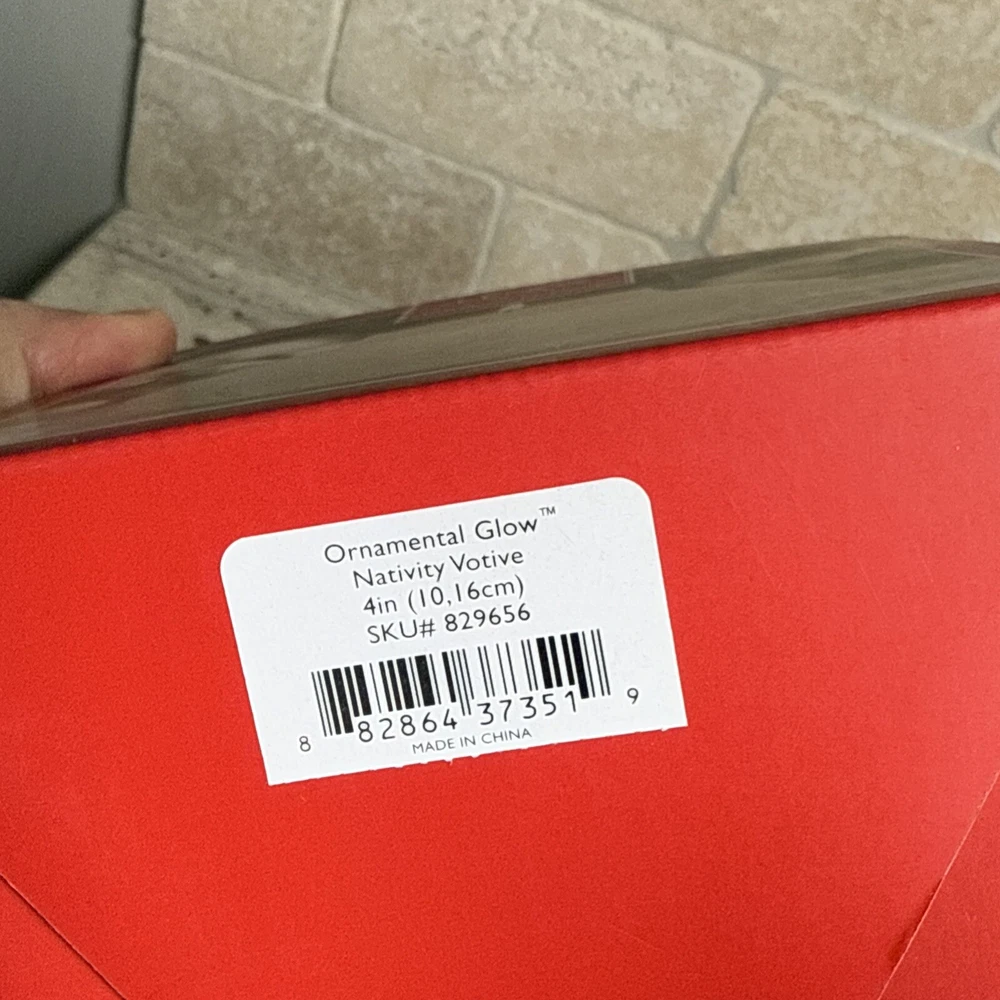 Ornamental Glow™
Nativity Votive
4in (10,16cm)
SKU# 829656
8 82864 37351 9
MADE IN CHINA